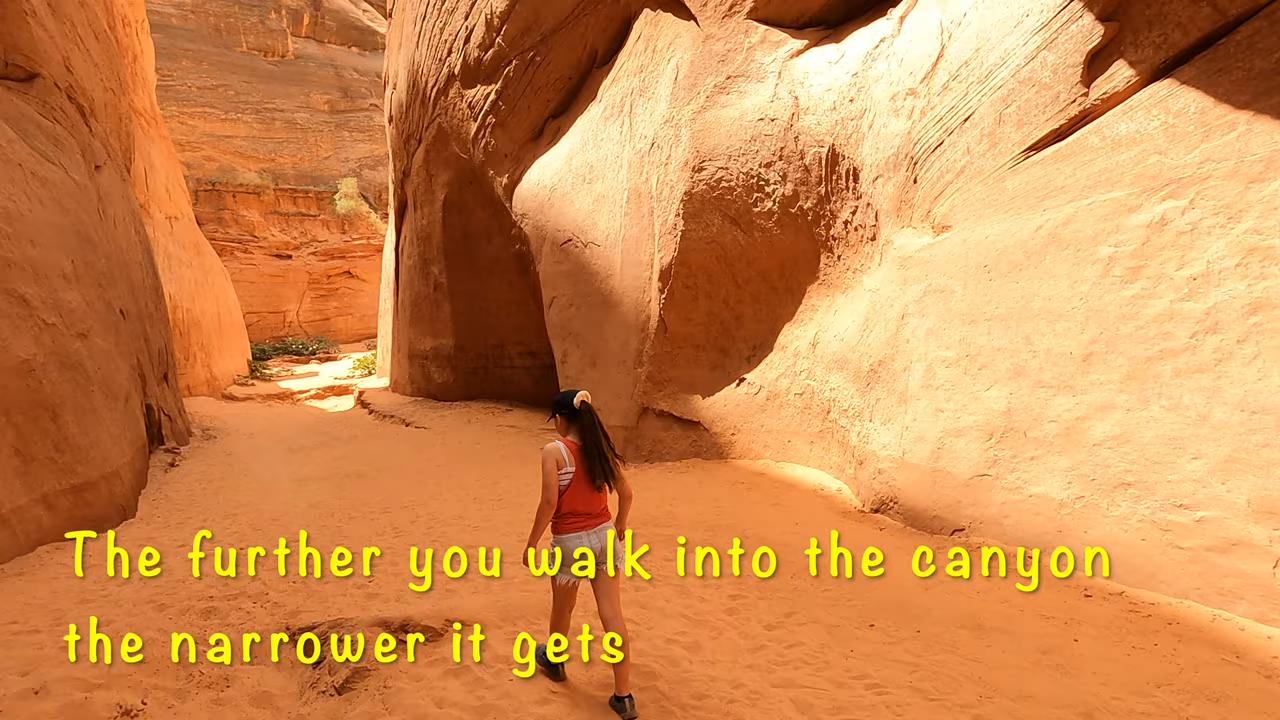 The further you walk into the canyon
the narrower it gets